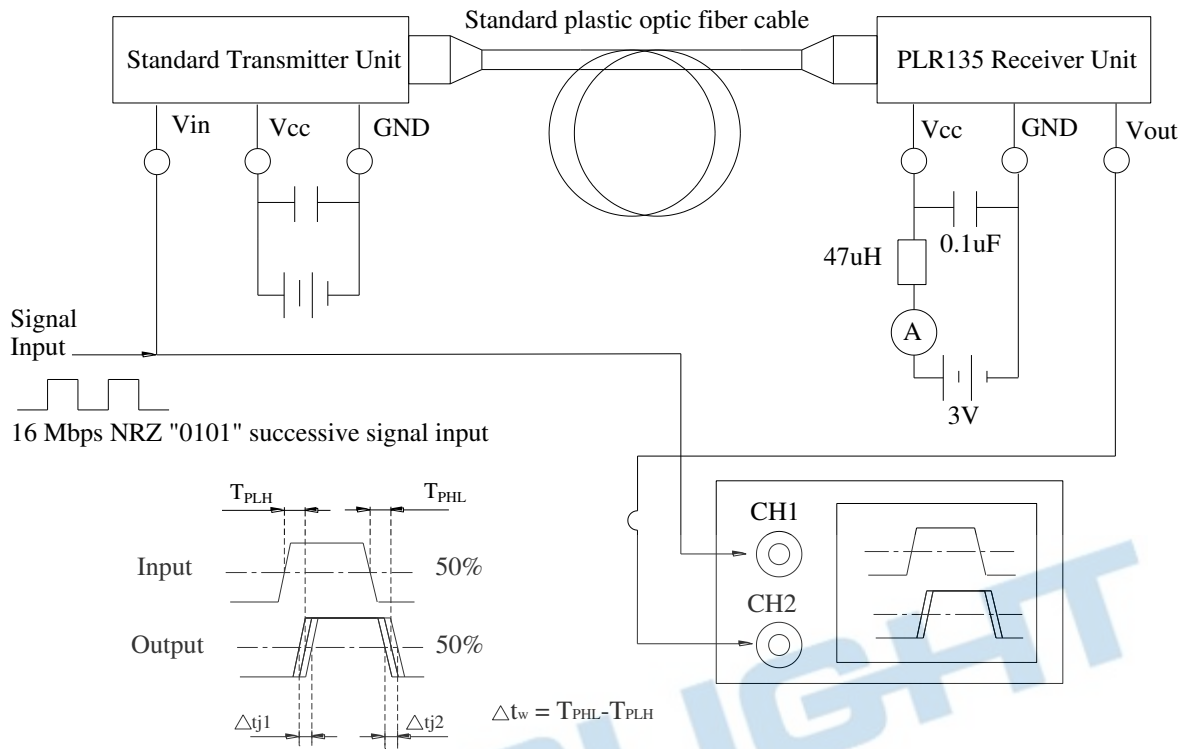 Standard plastic optic fiber cable
Standard Transmitter Unit
PLR135 Receiver Unit
Vin
Vcc
GND
Vcc
GND
Vout
0.1uF
47uH
A
3V
Signal
Input
16 Mbps NRZ "0101" successive signal input
TPLH
TPHL
Input
50%
Output
50%
△tj1
△tj2
△tw = TPHL-TPLH
CH1
CH2
LIGHT